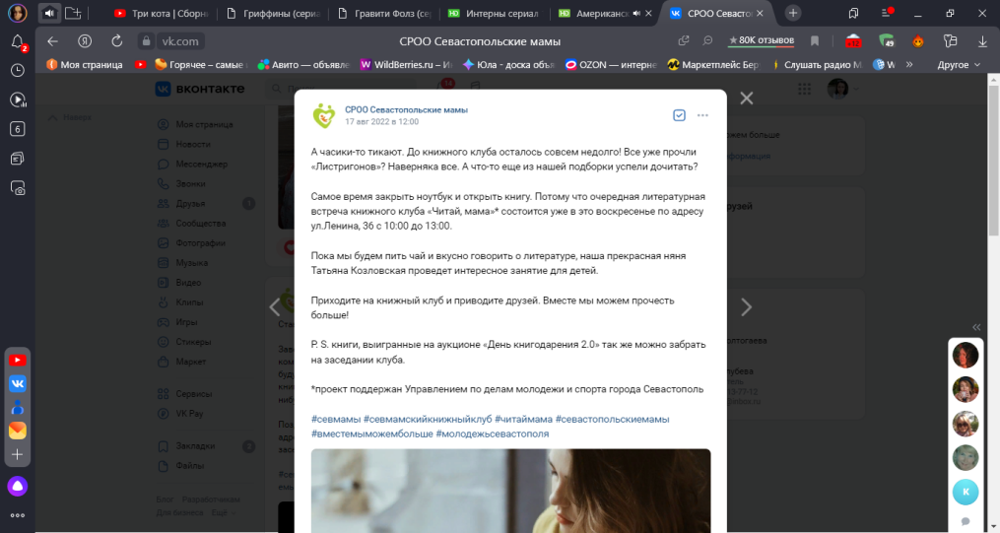 Три кота | Сборн
Гриффины (сериа
Гравити Фолз (се
Интерны сериал
Американск
СРОО Севастоп
vk.com
СРОО Севастопольские мамы
80K отзывов
Моя страница
Горячее – самые
Авито — объявле
WildBerries.ru – Ин
Юла - доска объя
OZON — интерне
Маркетплейс Бер
Слушать радио М
Другое
вконтакте
Наверх
Моя страница
Новости
Мессенджер
Звонки
Друзья
Сообщества
Фотографии
Музыка
Видео
Клипы
Игры
Стикеры
Маркет
Сервисы
VK Pay
Закладки
Файлы
Блог Разработчикам
Для бизнеса Ещё
СРОО Севастопольские мамы
17 авг 2022 в 12:00
А часики-то тикают. До книжного клуба осталось совсем недолго! Все уже прочли
«Листригонов»? Наверняка все. А что-то еще из нашей подборки успели дочитать?
Самое время закрыть ноутбук и открыть книгу. Потому что очередная литературная
встреча книжного клуба «Читай, мама»* состоится уже в это воскресенье по адресу
ул.Ленина, 36 с 10:00 до 13:00.
Пока мы будем пить чай и вкусно говорить о литературе, наша прекрасная няня
Татьяна Козловская проведет интересное занятие для детей.
Приходите на книжный клуб и приводите друзей. Вместе мы можем прочесть
больше!
P. S. книги, выигранные на аукционе «День книгодарения 2.0» так же можно забрать
на заседании клуба.
*проект поддержан Управлением по делам молодежи и спорта города Севастополь
#севмамы #севмамскийкнижныйклуб #читаймама #севастопольскиемамы
#вместемыможембольше #молодежьсевастополя